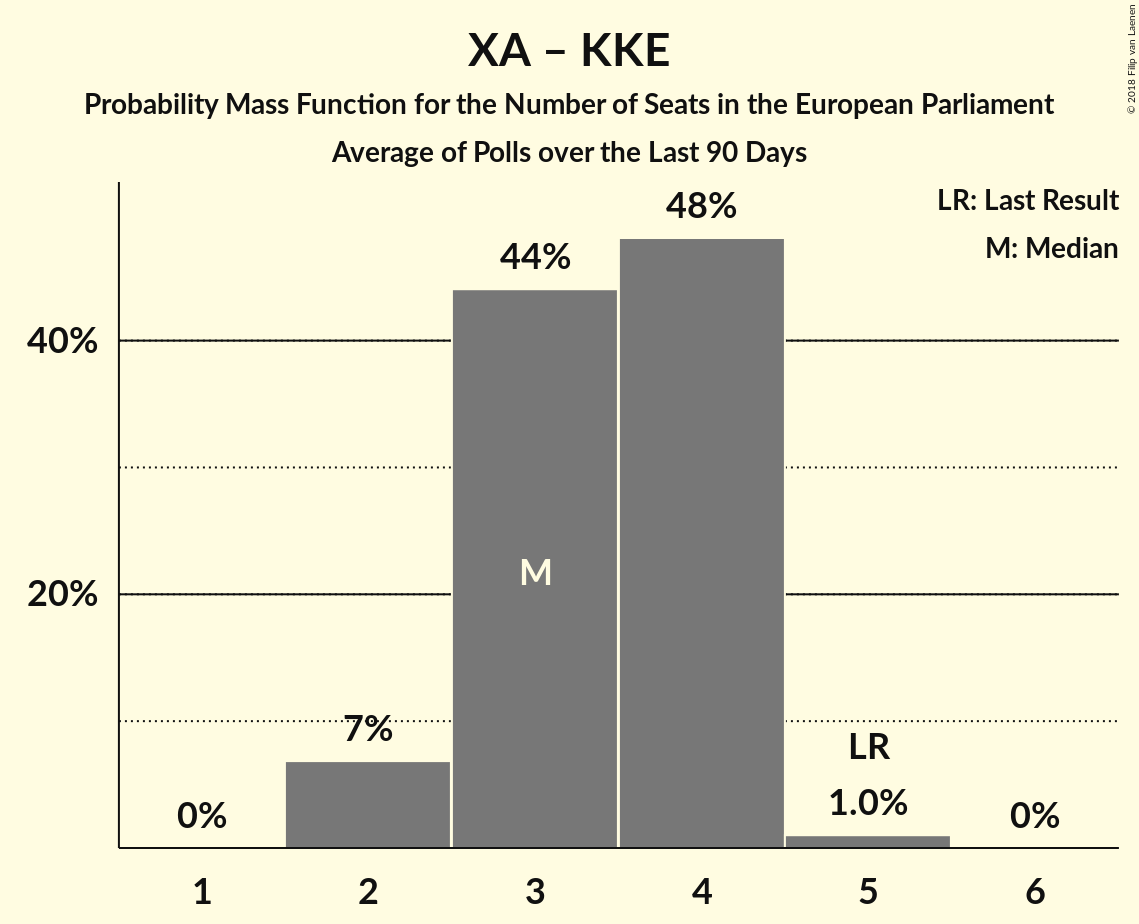 XA – KKE
Probability Mass Function for the Number of Seats in the European Parliament
Average of Polls over the Last 90 Days
© 2018 Filip van Laenen
LR: Last Result
M: Median
48%
44%
40%
M
20%
7%
LR
1.0%
0%
0%
1 2 3 4 5 6